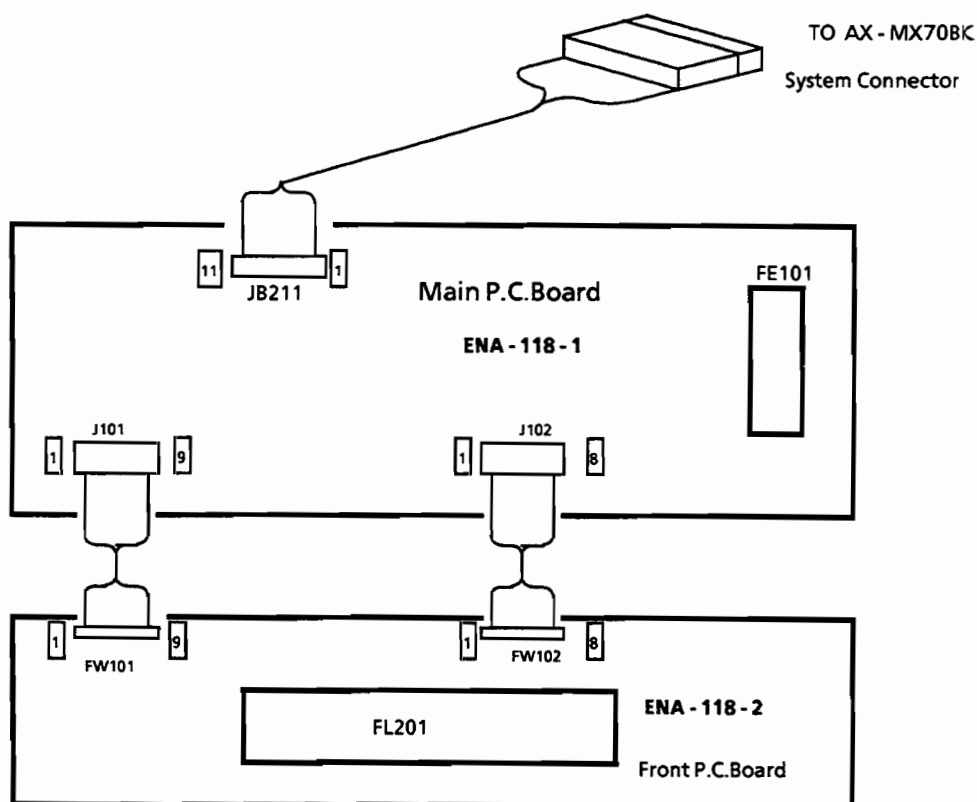 TO AX - MX70BK
System Connector
11
1
JB211
Main P.C.Board
FE101
ENA - 118 - 1
J101
J102
1
9
1
8
1
9
1
8
FW101
FW102
ENA - 118 - 2
FL201
Front P.C.Board